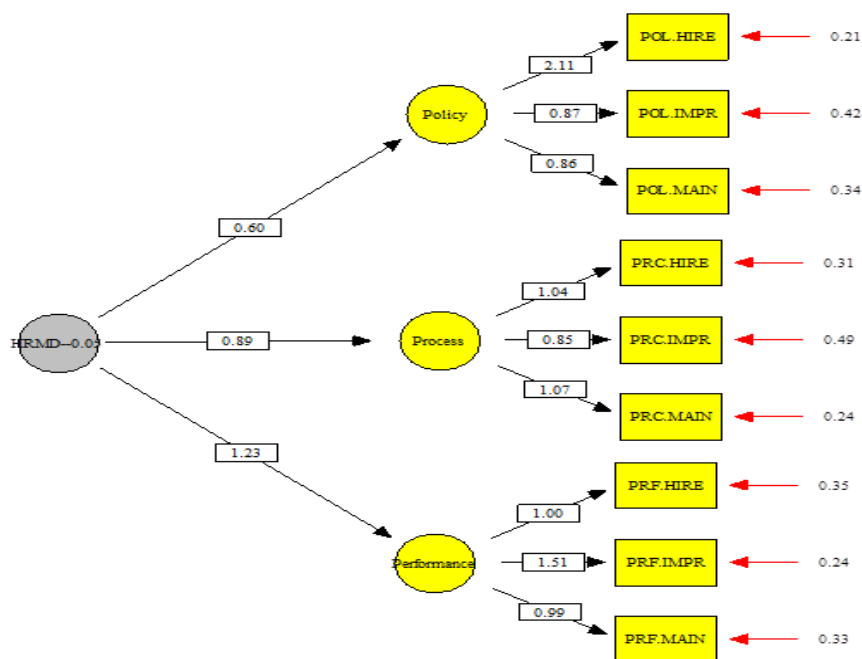 POL.HIRE 0.21
2.11
Policy 0.87 POL.IMPR 0.42
0.86
POL.MAIN 0.34
0.60
PRC.HIRE 0.31
1.04
HRMD--0.05 0.89 Process 0.85 PRC.IMPR 0.49
1.07
PRC.MAIN 0.24
1.23
PRF.HIRE 0.35
1.00
Performance 1.51 PRF.IMPR 0.24
0.99
PRF.MAIN 0.33